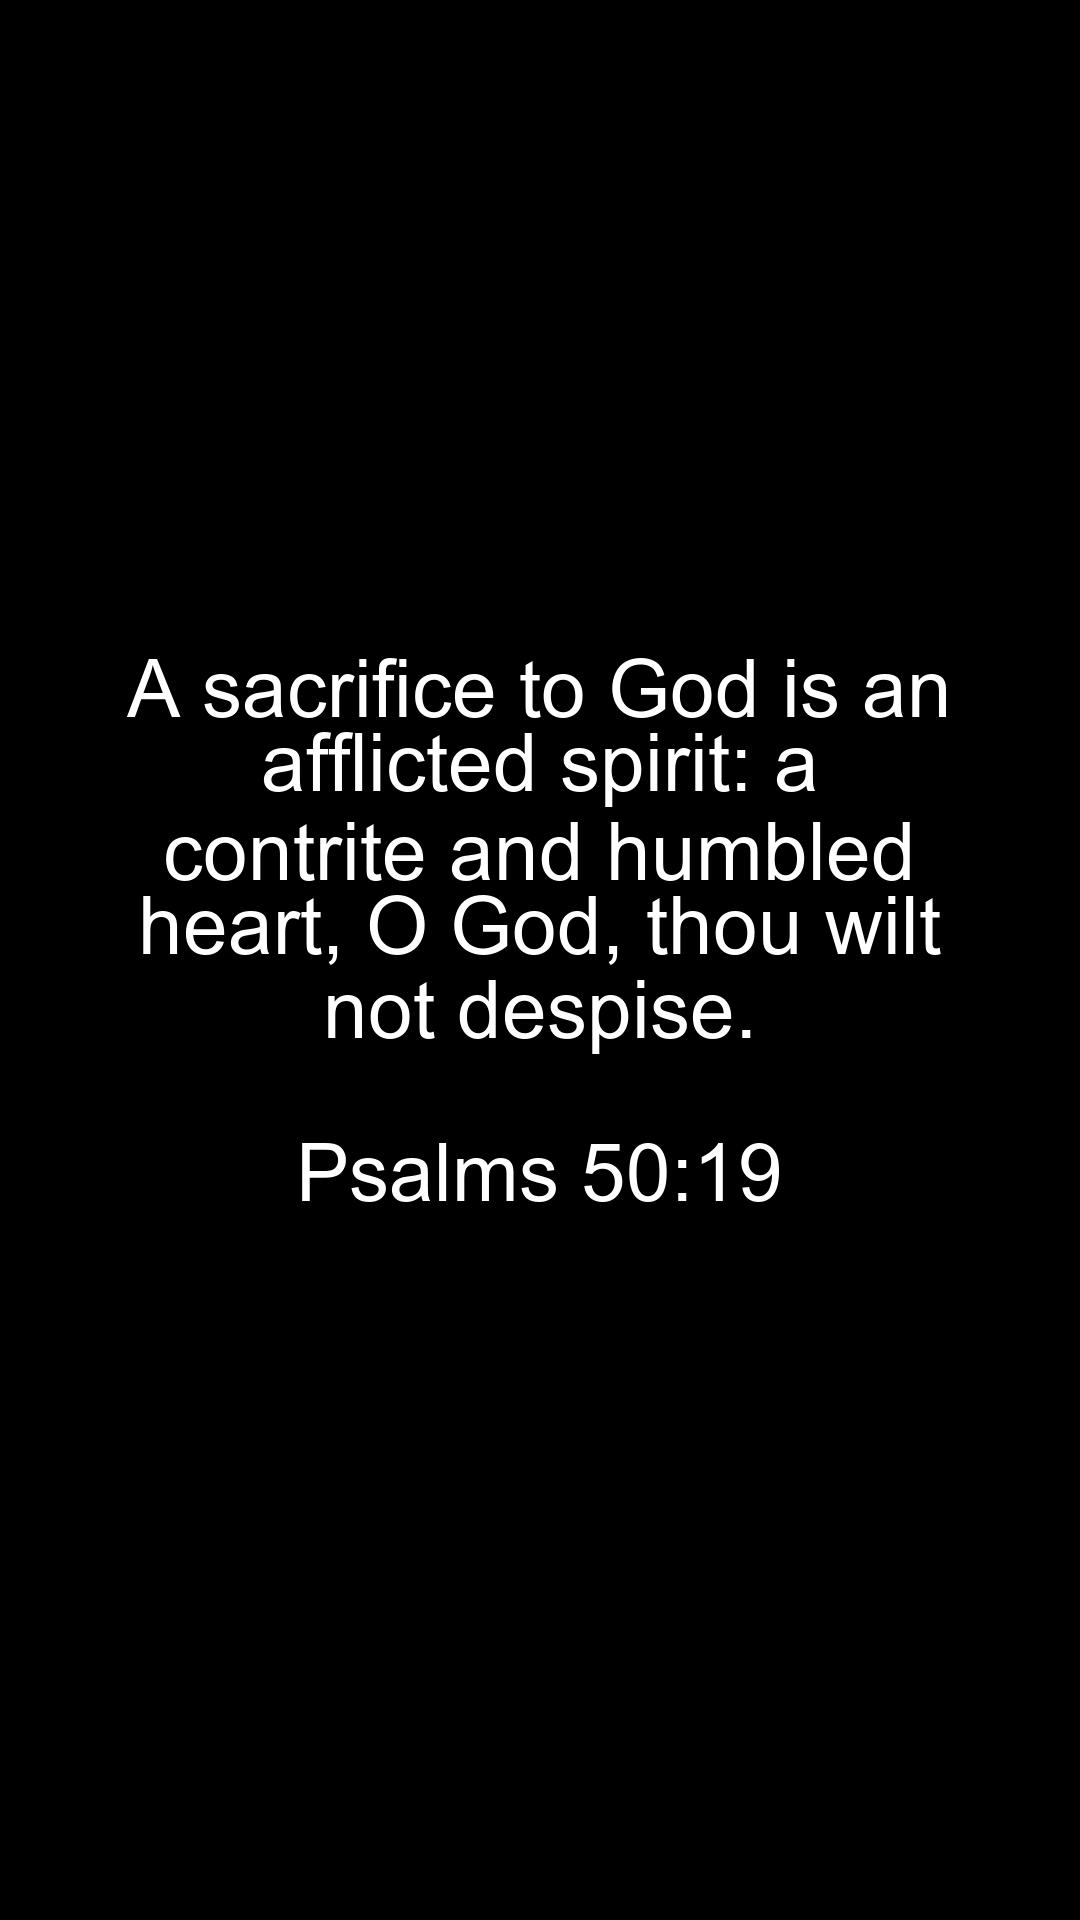 A sacrifice to God is an
afflicted spirit: a
contrite and humbled
heart, O God, thou wilt
not despise.
Psalms 50:19